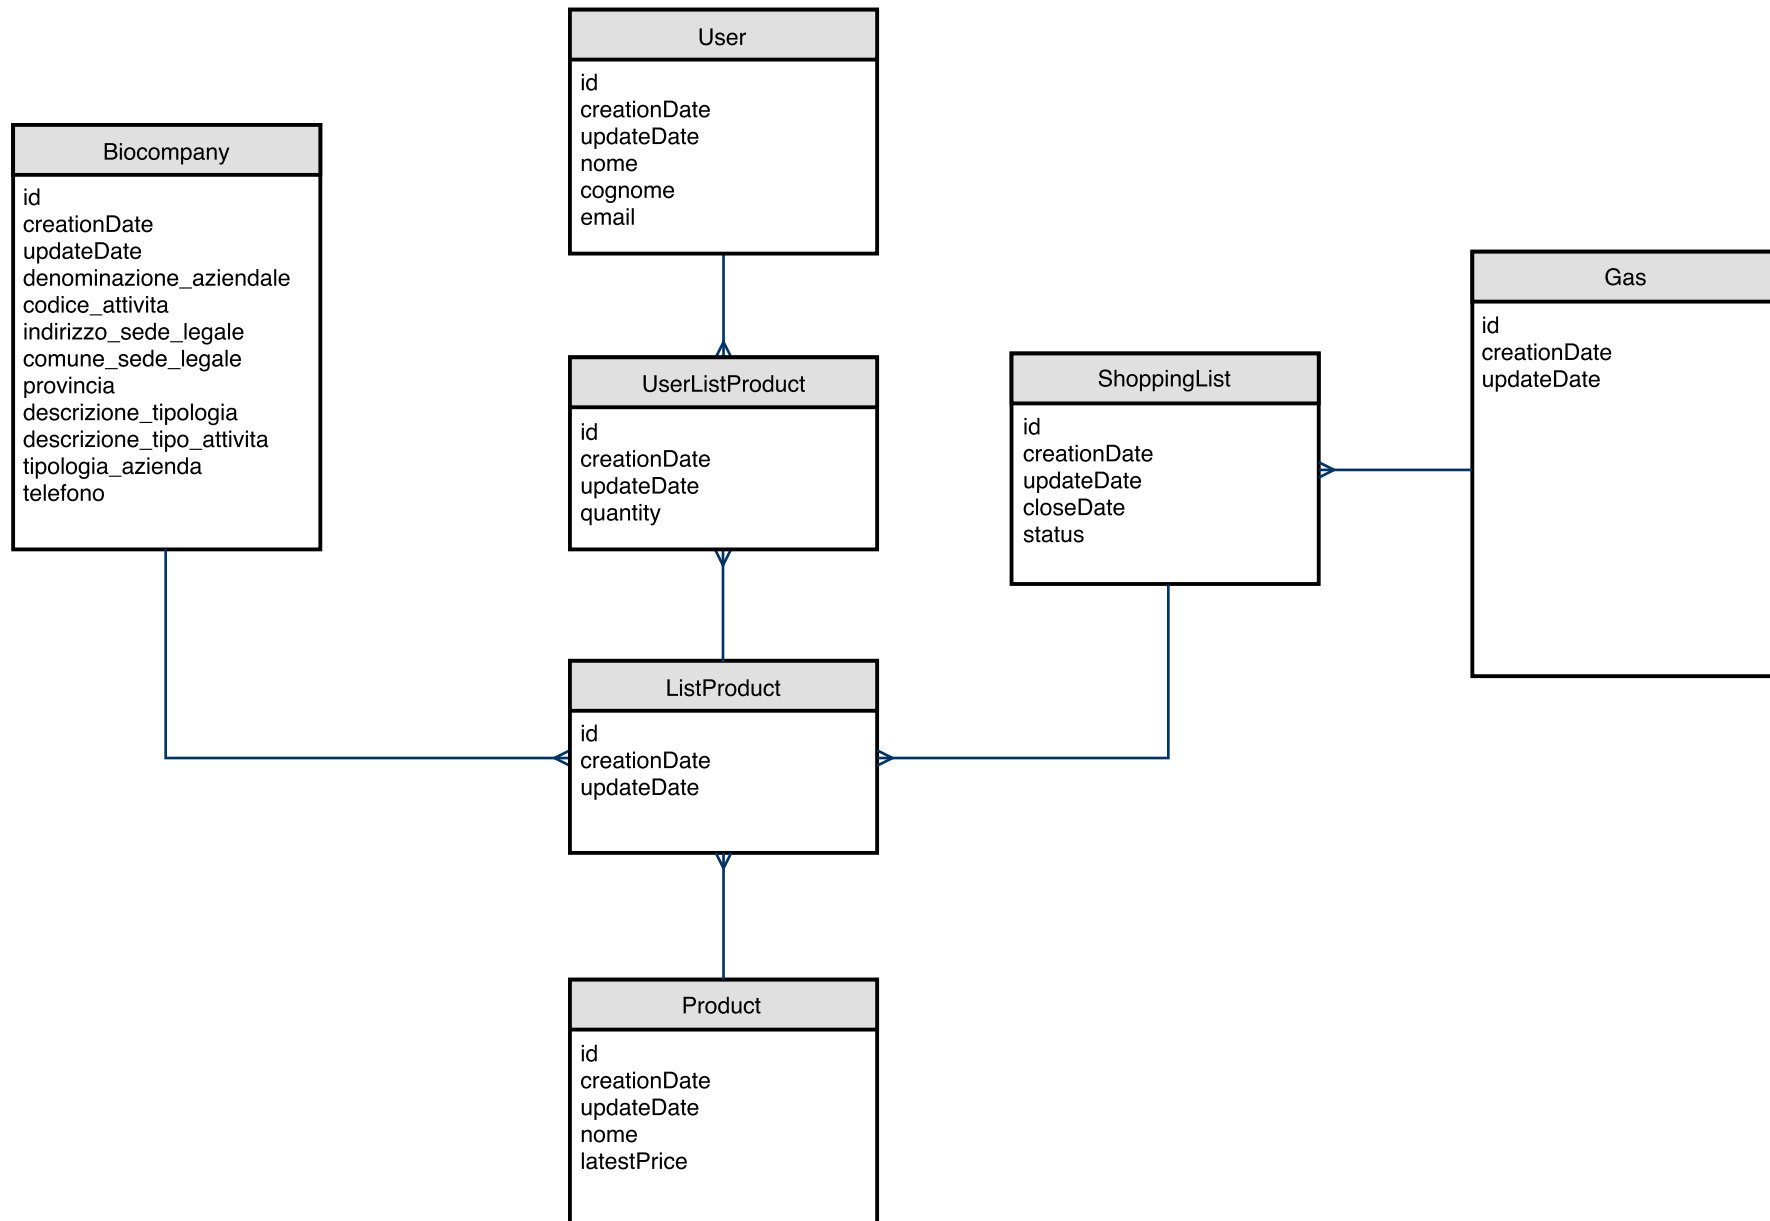 User
id
creationDate
updateDate
nome
cognome
email
Biocompany
id
creationDate
updateDate
denominazione_aziendale
codice_attivita
indirizzo_sede_legale
comune_sede_legale
provincia
descrizione_tipologia
descrizione_tipo_attivita
tipologia_azienda
telefono
UserListProduct
id
creationDate
updateDate
quantity
ShoppingList
id
creationDate
updateDate
closeDate
status
Gas
id
creationDate
updateDate
ListProduct
id
creationDate
updateDate
Product
id
creationDate
updateDate
nome
latestPrice